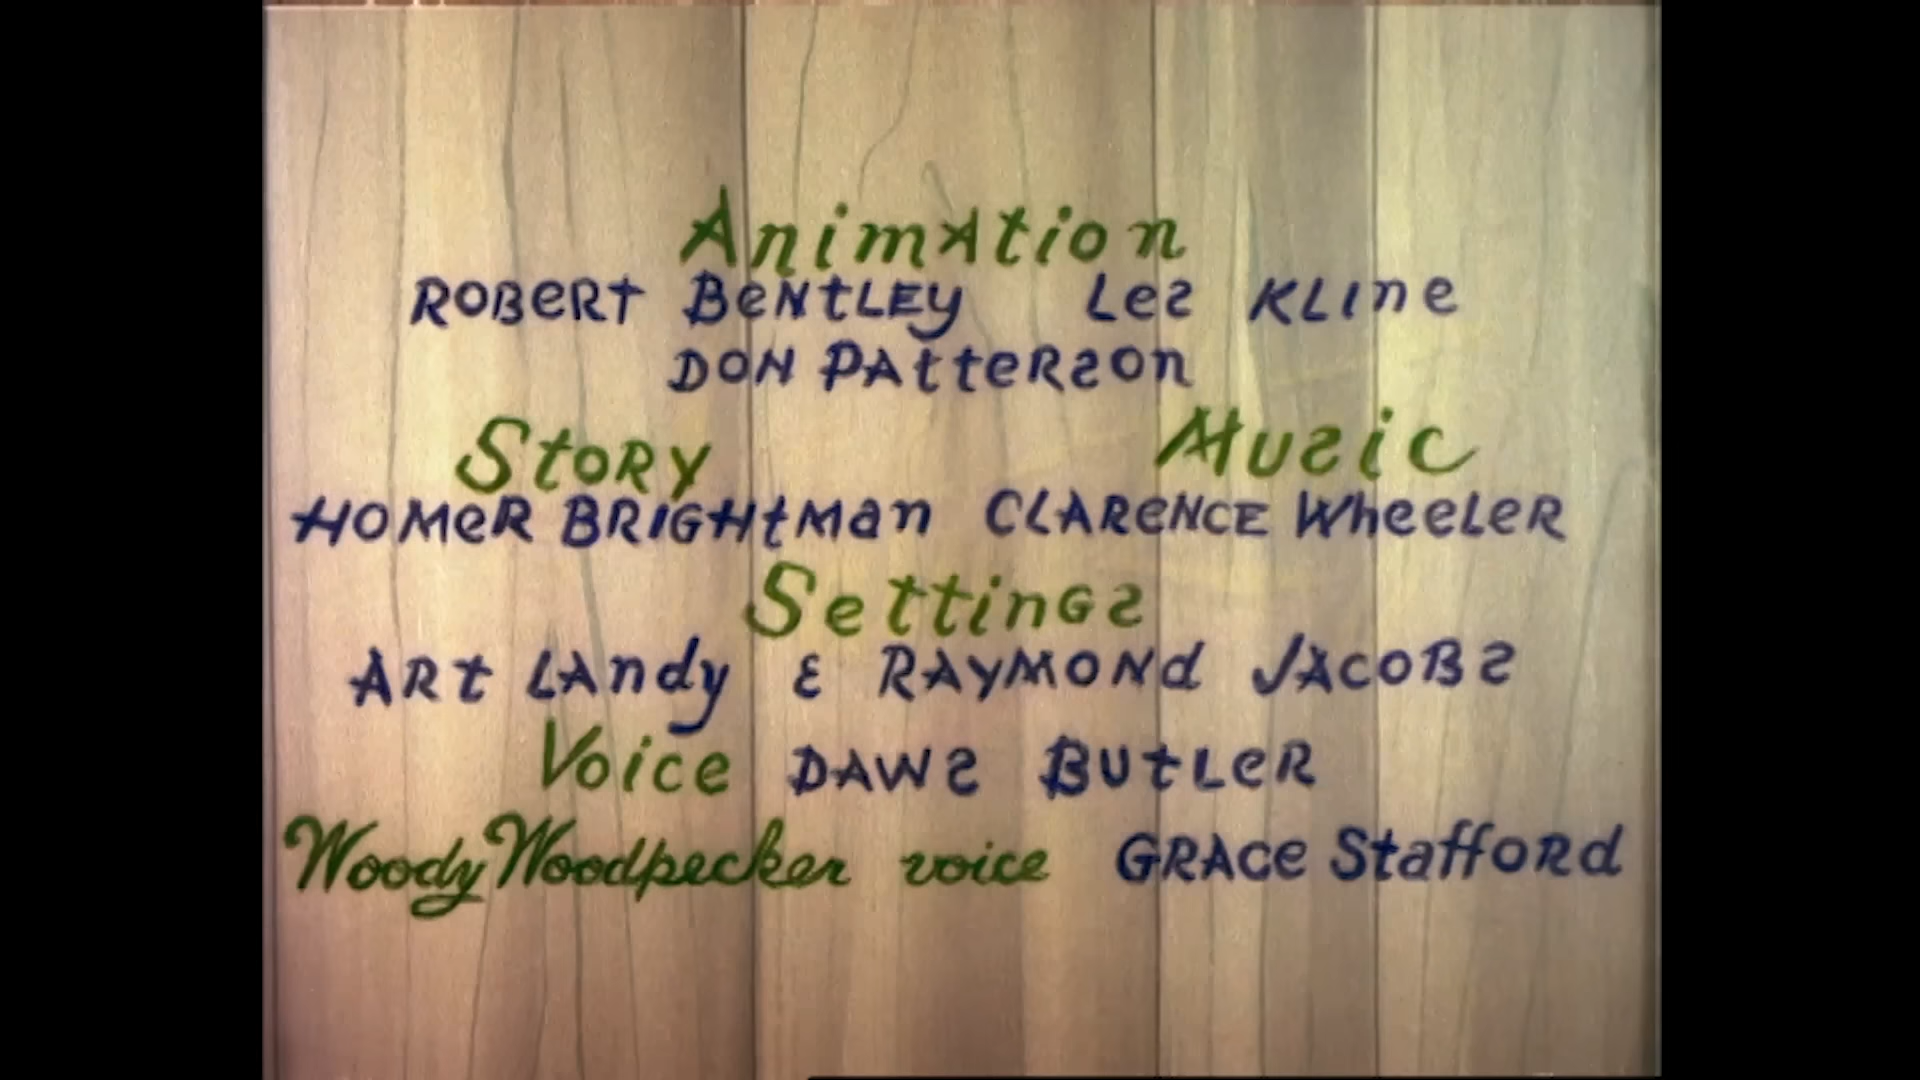 Animation
ROBeRt BeNtLEy Les KLine
DON PAtteRson
StoRy Music
HOMeR BRIGHtMan CLAReNCE WheeLeR
SettinGs
ARt LAndy & RAyMONd JACOBs
Voice DAWs BUtLeR
Woody Woodpecker voice GRACe StaffoRd